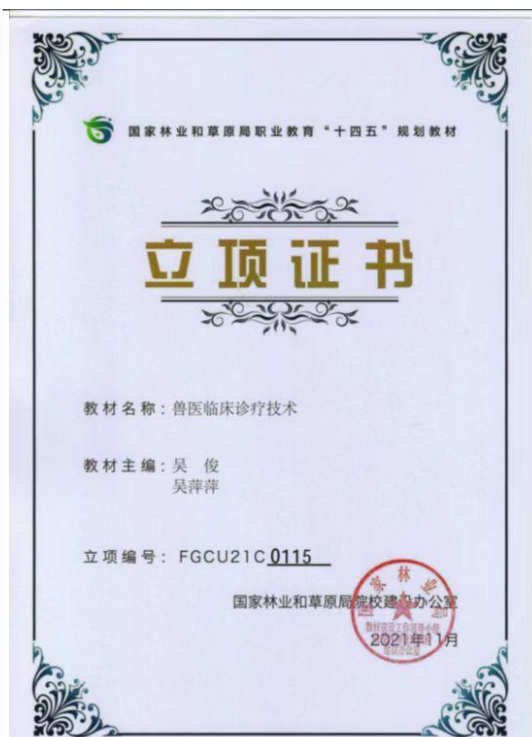 国家林业和草原局职业教育“十四五”规划教材
立项证书
教材名称：兽医临床诊疗技术
教材主编：吴 俊
吴萍萍
立项编号：FGCU21C0115
国家林业和草原局院校建设办公室
2021年11月